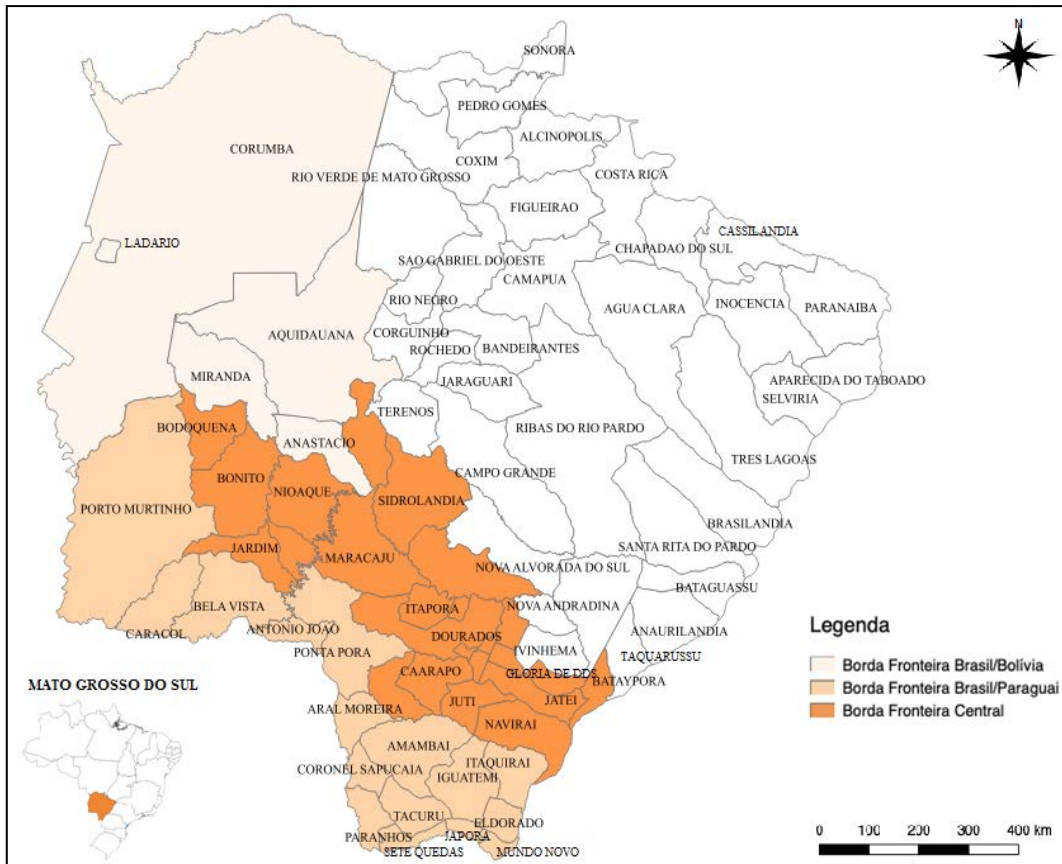 N
SONORA
PEDRO GOMES
ALCINOPOLIS
CORUMBA
COXIM
RIO VERDE DE MATO GROSSO
COSTA RICA
FIGUEIRAO
LADARIO
CASSILANDIA
CHAPADAO DO SUL
SAO GABRIEL DO OESTE
CAMAPUA
RIO NEGRO
AGUA CLARA
INOCENCIA
PARANAIBA
AQUIDAUANA
CORGUINHO
ROCHEDO
BANDEIRANTES
MIRANDA
JARAGUARI
APARECIDA DO TABOADO
SELVIRIA
TERENOS
RIBAS DO RIO PARDO
BODOQUENA
ANASTACIO
TRES LAGOAS
CAMPO GRANDE
BONITO
NIOAQUE
SIDROLANDIA
PORTO MURTINHO
BRASILANDIA
JARDIM
MARACAJU
SANTA RITA DO PARDO
NOVA ALVORADA DO SUL
BATAGUASSU
BELA VISTA
ITAPORA
NOVA ANDRADINA
ANTONIO JOAO
CARACOL
DOURADOS
ANAURILANDIA
PONTA PORA
IVINHEMA
TAQUARUSSU
CAARAPO
GLORIA DE DDS
BATAYPORA
JUTI
JATEI
ARAL MOREIRA
NAVIRAI
AMAMBAI
ITAQUIRAI
CORONEL SAPUCAIA
IGUATEMI
TACURU
ELDORADO
PARANHOS
JAPORA
SETE QUEDAS
MUNDO NOVO
MATO GROSSO DO SUL
Legenda
Borda Fronteira Brasil/Bolívia
Borda Fronteira Brasil/Paraguai
Borda Fronteira Central
0 100 200 300 400 km